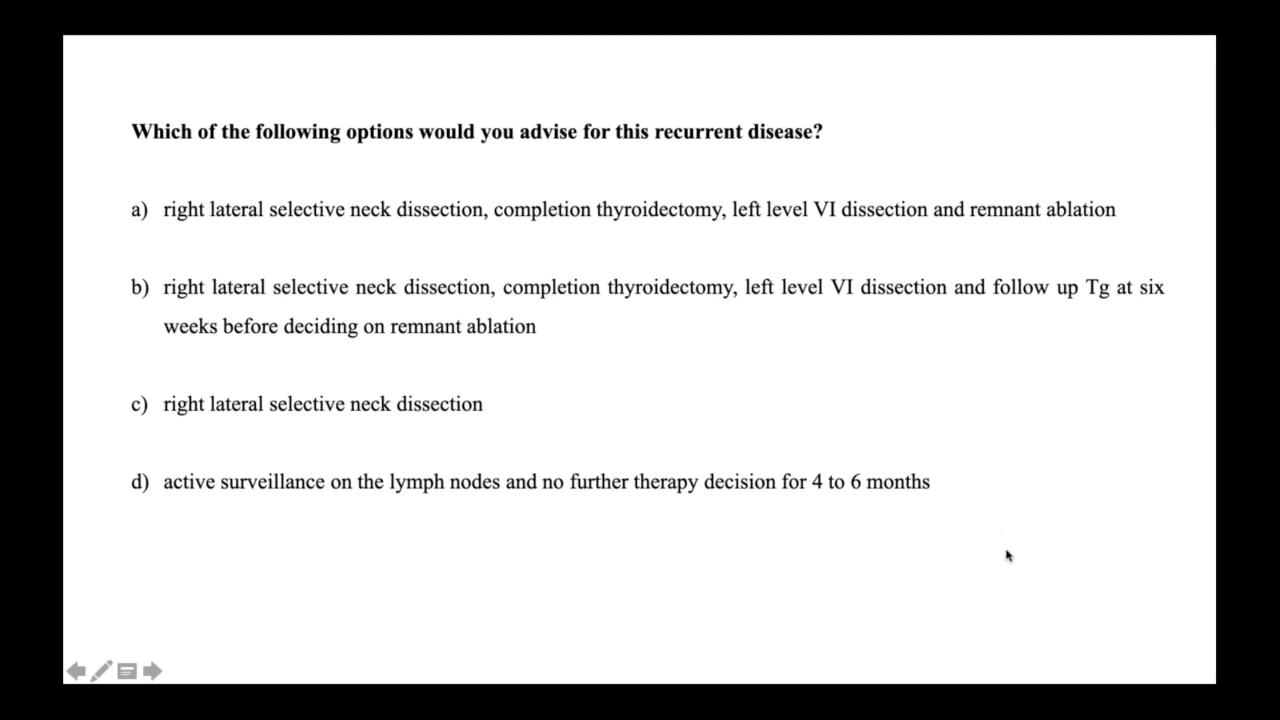 Which of the following options would you advise for this recurrent disease?
a) right lateral selective neck dissection, completion thyroidectomy, left level VI dissection and remnant ablation
b) right lateral selective neck dissection, completion thyroidectomy, left level VI dissection and follow up Tg at six
weeks before deciding on remnant ablation
c) right lateral selective neck dissection
d) active surveillance on the lymph nodes and no further therapy decision for 4 to 6 months